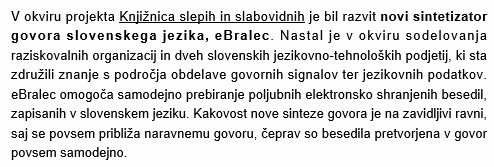 V okviru projekta Knjižnica slepih in slabovidnih je bil razvit novi sintetizator
govora slovenskega jezika, eBralec. Nastal je v okviru sodelovanja
raziskovalnih organizacij in dveh slovenskih jezikovno-tehnoloških podjetij, ki sta
združili znanje s področja obdelave govornih signalov ter jezikovnih podatkov.
eBralec omogoča samodejno prebiranje poljubnih elektronsko shranjenih besedil,
zapisanih v slovenskem jeziku. Kakovost nove sinteze govora je na zavidljivi ravni,
saj se povsem približa naravnemu govoru, čeprav so besedila pretvorjena v govor
povsem samodejno.